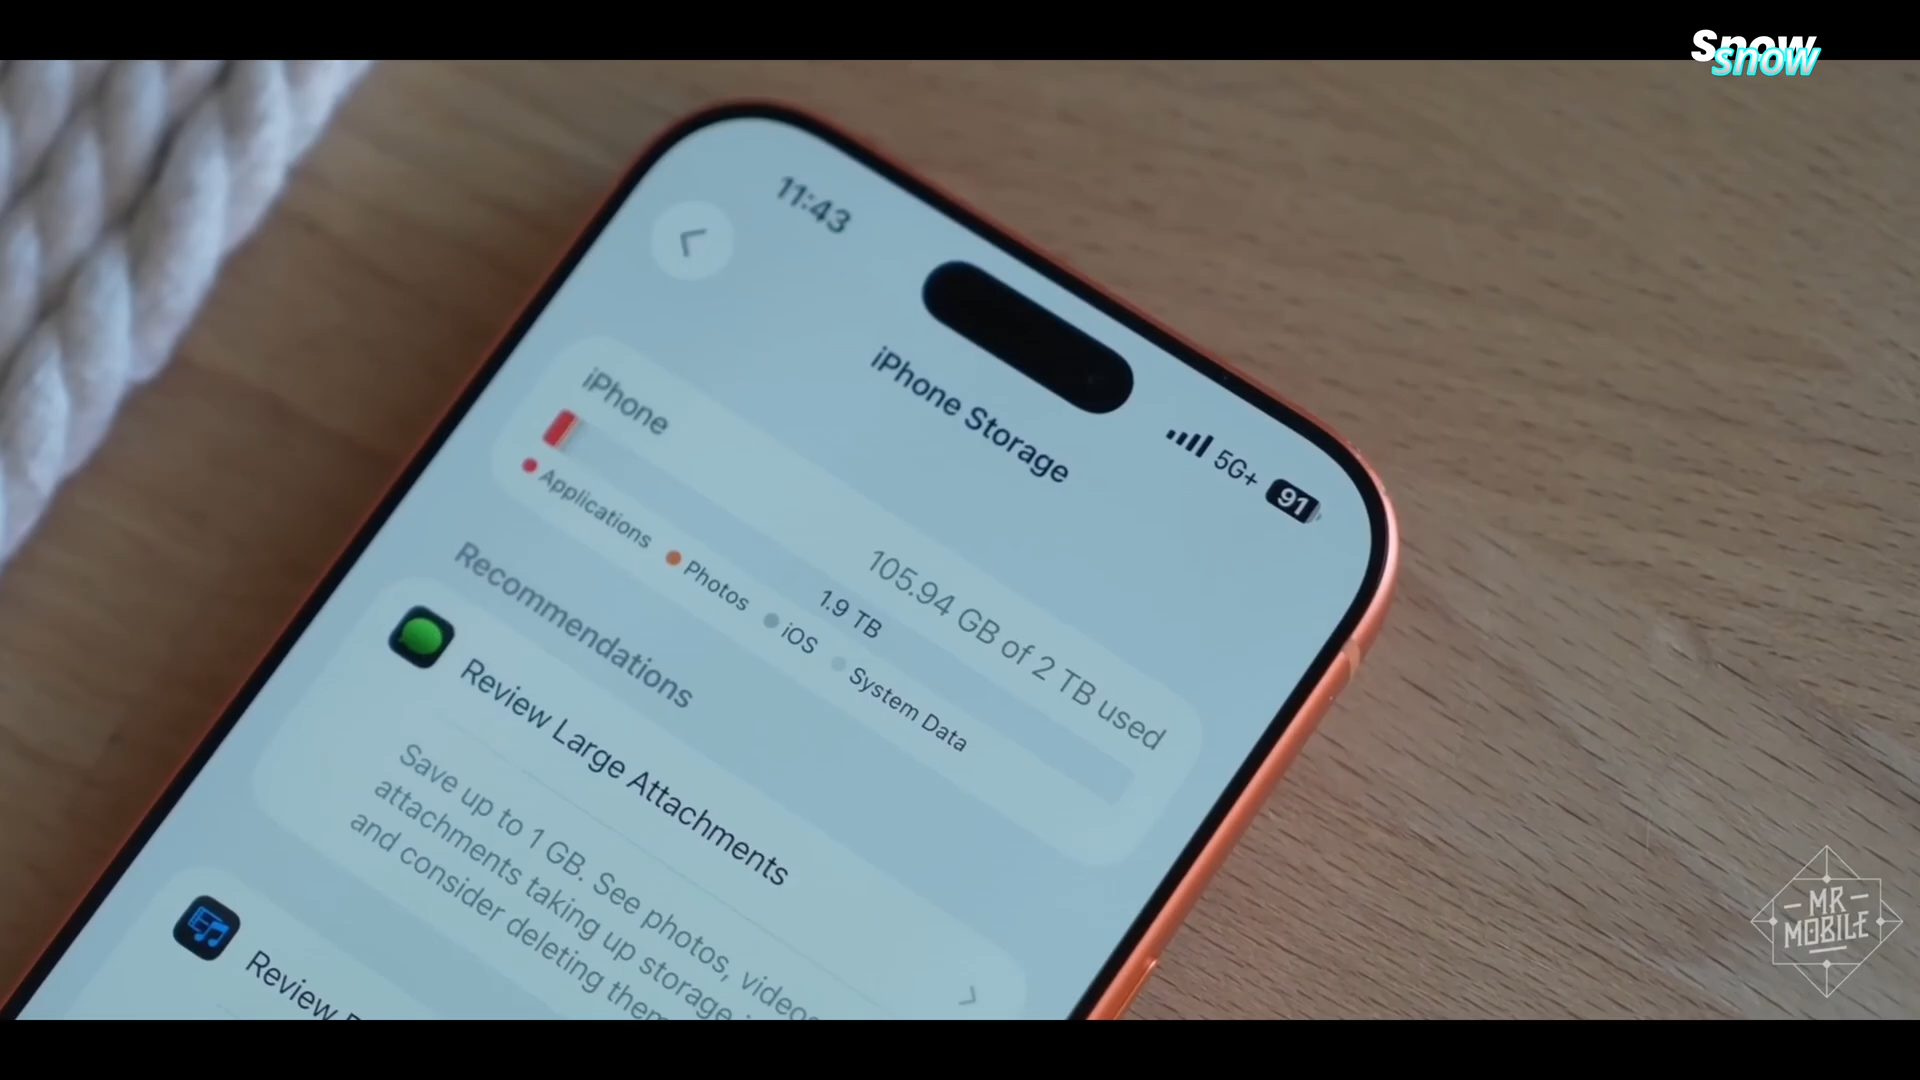 Snow
snow
11:43
5G+
91
iPhone Storage
iPhone
105.94 GB of 2 TB used
1.9 TB
Applications
Photos
iOS
System Data
Recommendations
Review Large Attachments
Save up to 1 GB. See photos, videos
attachments taking up storage
and consider deleting them
Review
MR
MOBILE